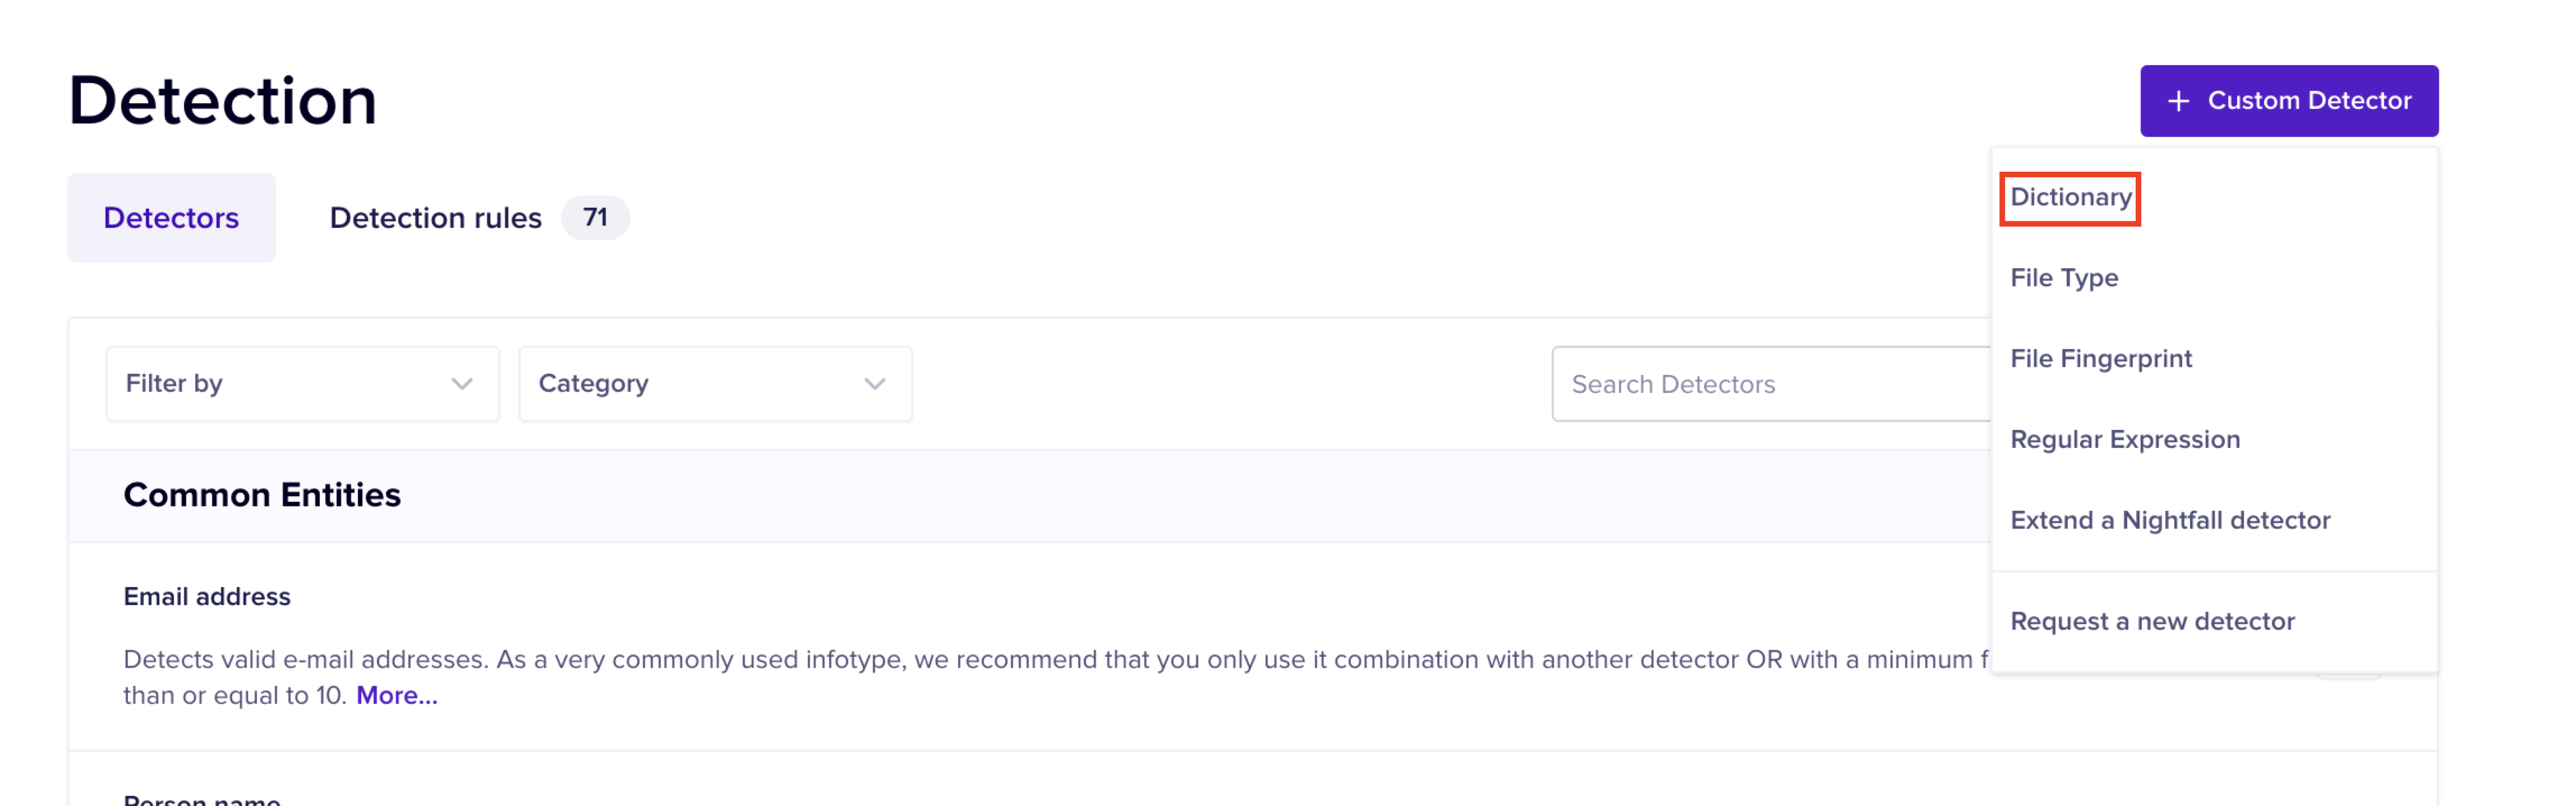 Detection
+ Custom Detector
Detectors
Detection rules 71
Dictionary
File Type
File Fingerprint
Regular Expression
Extend a Nightfall detector
Request a new detector
Filter by
Category
Search Detectors
Common Entities
Email address
Detects valid e-mail addresses. As a very commonly used infotype, we recommend that you only use it combination with another detector OR with a minimum f
than or equal to 10. More...
Person name